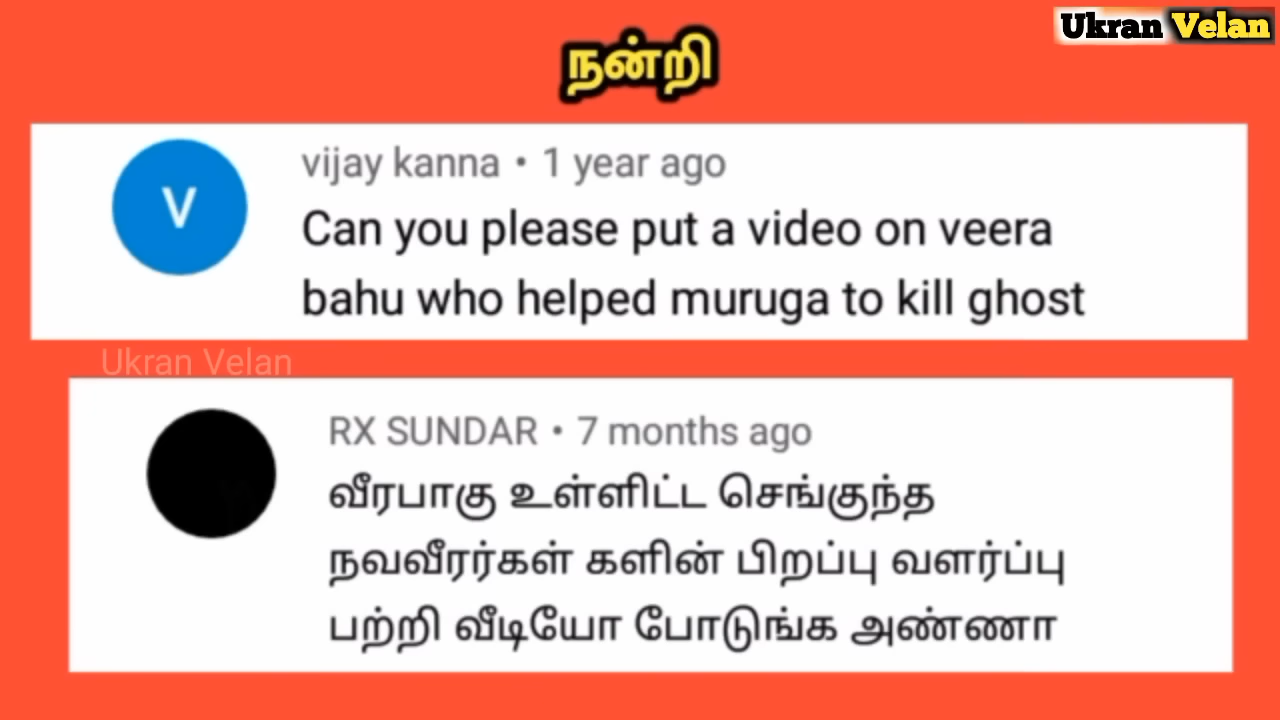 Ukran Velan
நன்றி
vijay kanna • 1 year ago
V
Can you please put a video on veera
bahu who helped muruga to kill ghost
Ukran Velan
RX SUNDAR • 7 months ago
வீரபாகு உள்ளிட்ட செங்குந்த
நவவீரர்கள் களின் பிறப்பு வளர்ப்பு
பற்றி வீடியோ போடுங்க அண்ணா